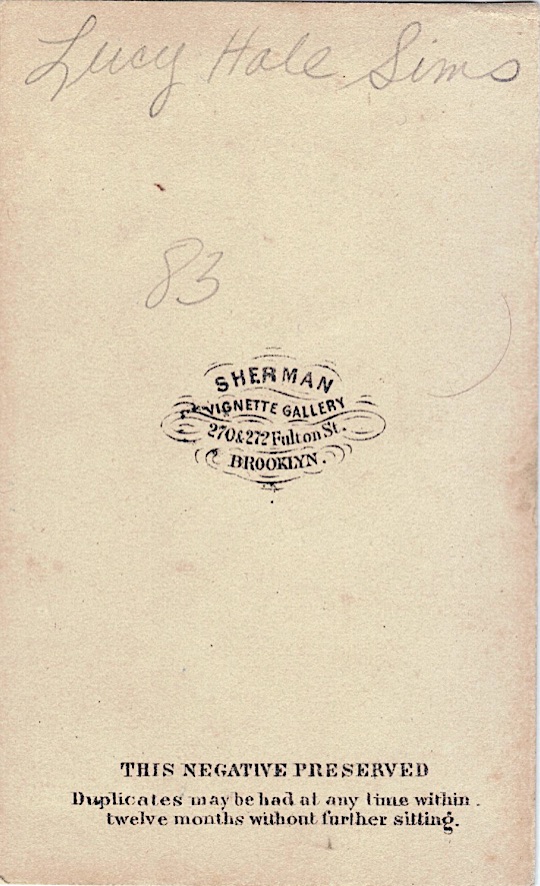 Lucy Hale Sims
83
SHERMAN
VIGNETTE GALLERY
270 & 272 Fulton St.
BROOKLYN.
THIS NEGATIVE PRESERVED
Duplicates may be had at any time within
twelve months without further sitting.